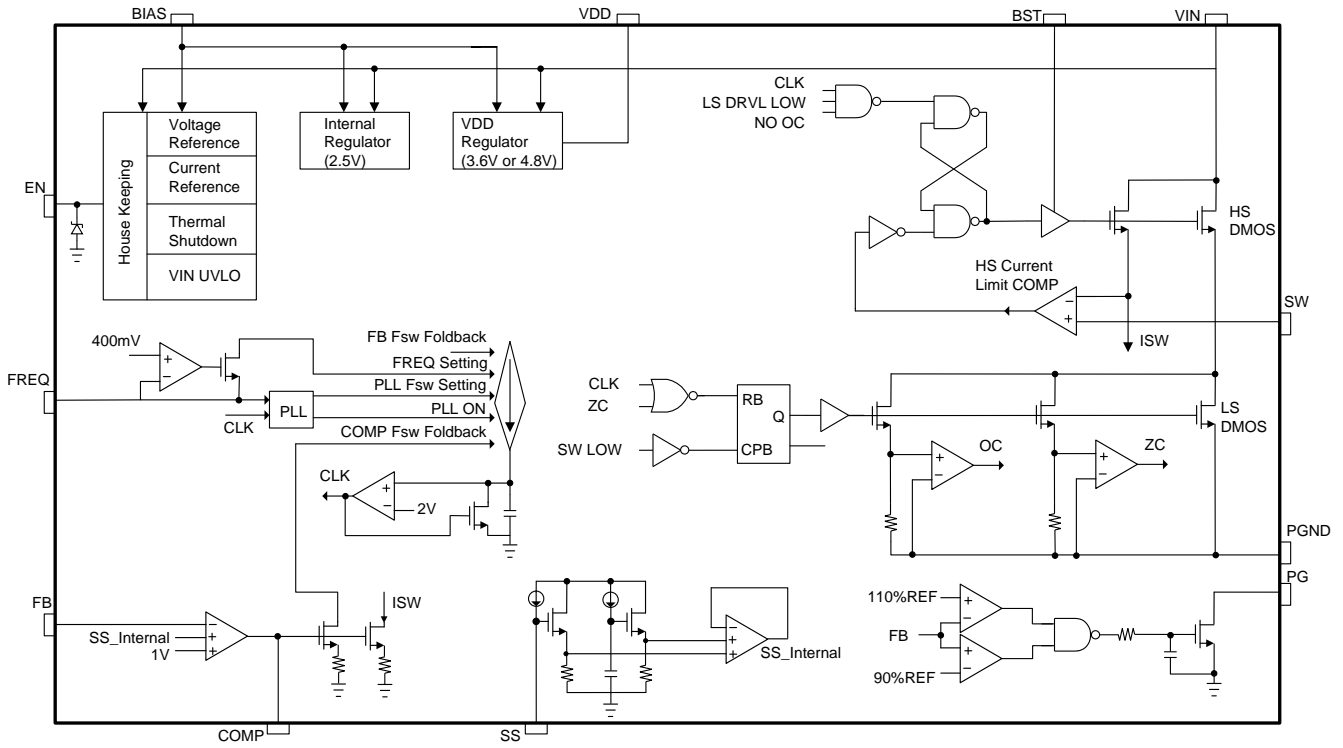 BIAS
VDD
BST
VIN
CLK
LS DRVL LOW
NO OC
House Keeping
Voltage
Reference
Current
Reference
Thermal
Shutdown
VIN UVLO
Internal
Regulator
(2.5V)
VDD
Regulator
(3.6V or 4.8V)
EN
HS
DMOS
HS Current
Limit COMP
-
+
ISW
SW
400mV
+
-
FREQ
PLL
CLK
FB Fsw Foldback
FREQ Setting
PLL Fsw Setting
PLL ON
COMP Fsw Foldback
CLK
+
-
2V
CLK
ZC
SW LOW
RB
Q
CPB
LS
DMOS
+
-
OC
+
-
ZC
PGND
PG
FB
SS_Internal
1V
-
+
+
ISW
COMP
SS
-
+
+
SS_Internal
110%REF
FB
90%REF
+
-
+
-